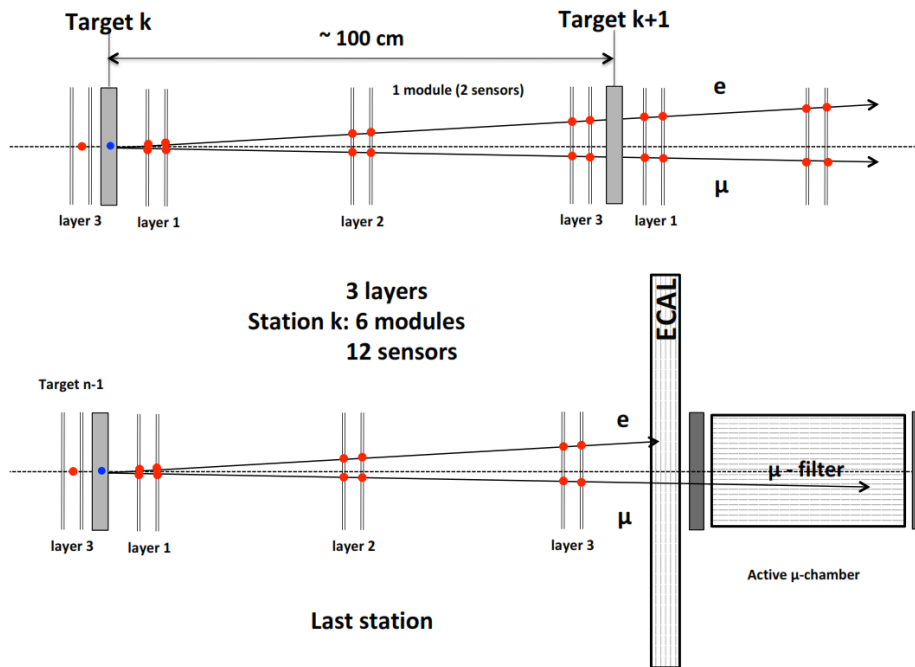 Target k
Target k+1
~ 100 cm
1 module (2 sensors)
e
μ
layer 3
layer 1
layer 2
layer 3
layer 1
3 layers
Station k: 6 modules
12 sensors
ECAL
Target n-1
e
μ - filter
μ
layer 3
layer 1
layer 2
layer 3
Active μ-chamber
Last station